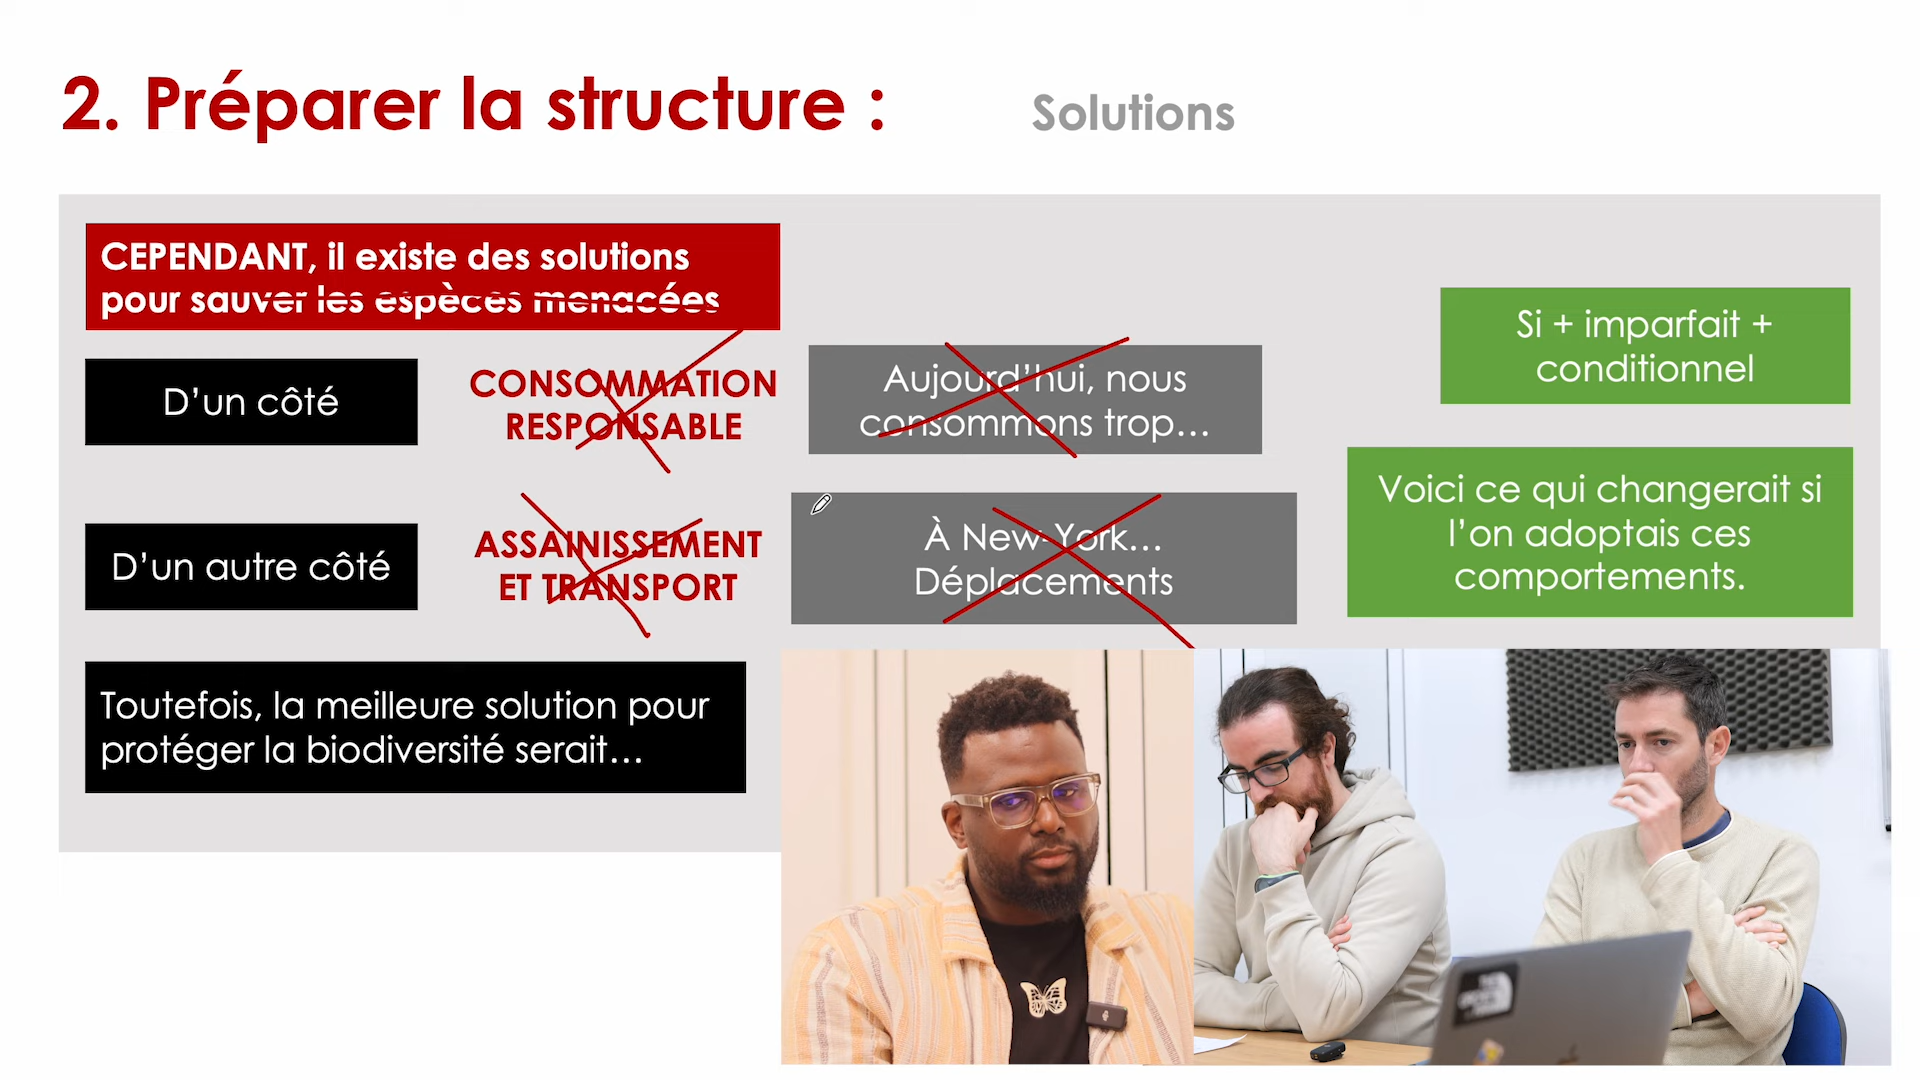 2. Préparer la structure :
Solutions
CEPENDANT, il existe des solutions
pour sauver les espèces menacées
D'un côté
CONSOMMATION
RESPONSABLE
Aujourd'hui, nous
consommons trop…
Si + imparfait +
conditionnel
D'un autre côté
ASSAINISSEMENT
ET TRANSPORT
À New-York…
Déplacements
Voici ce qui changerait si
l'on adoptais ces
comportements.
Toutefois, la meilleure solution pour
protéger la biodiversité serait…